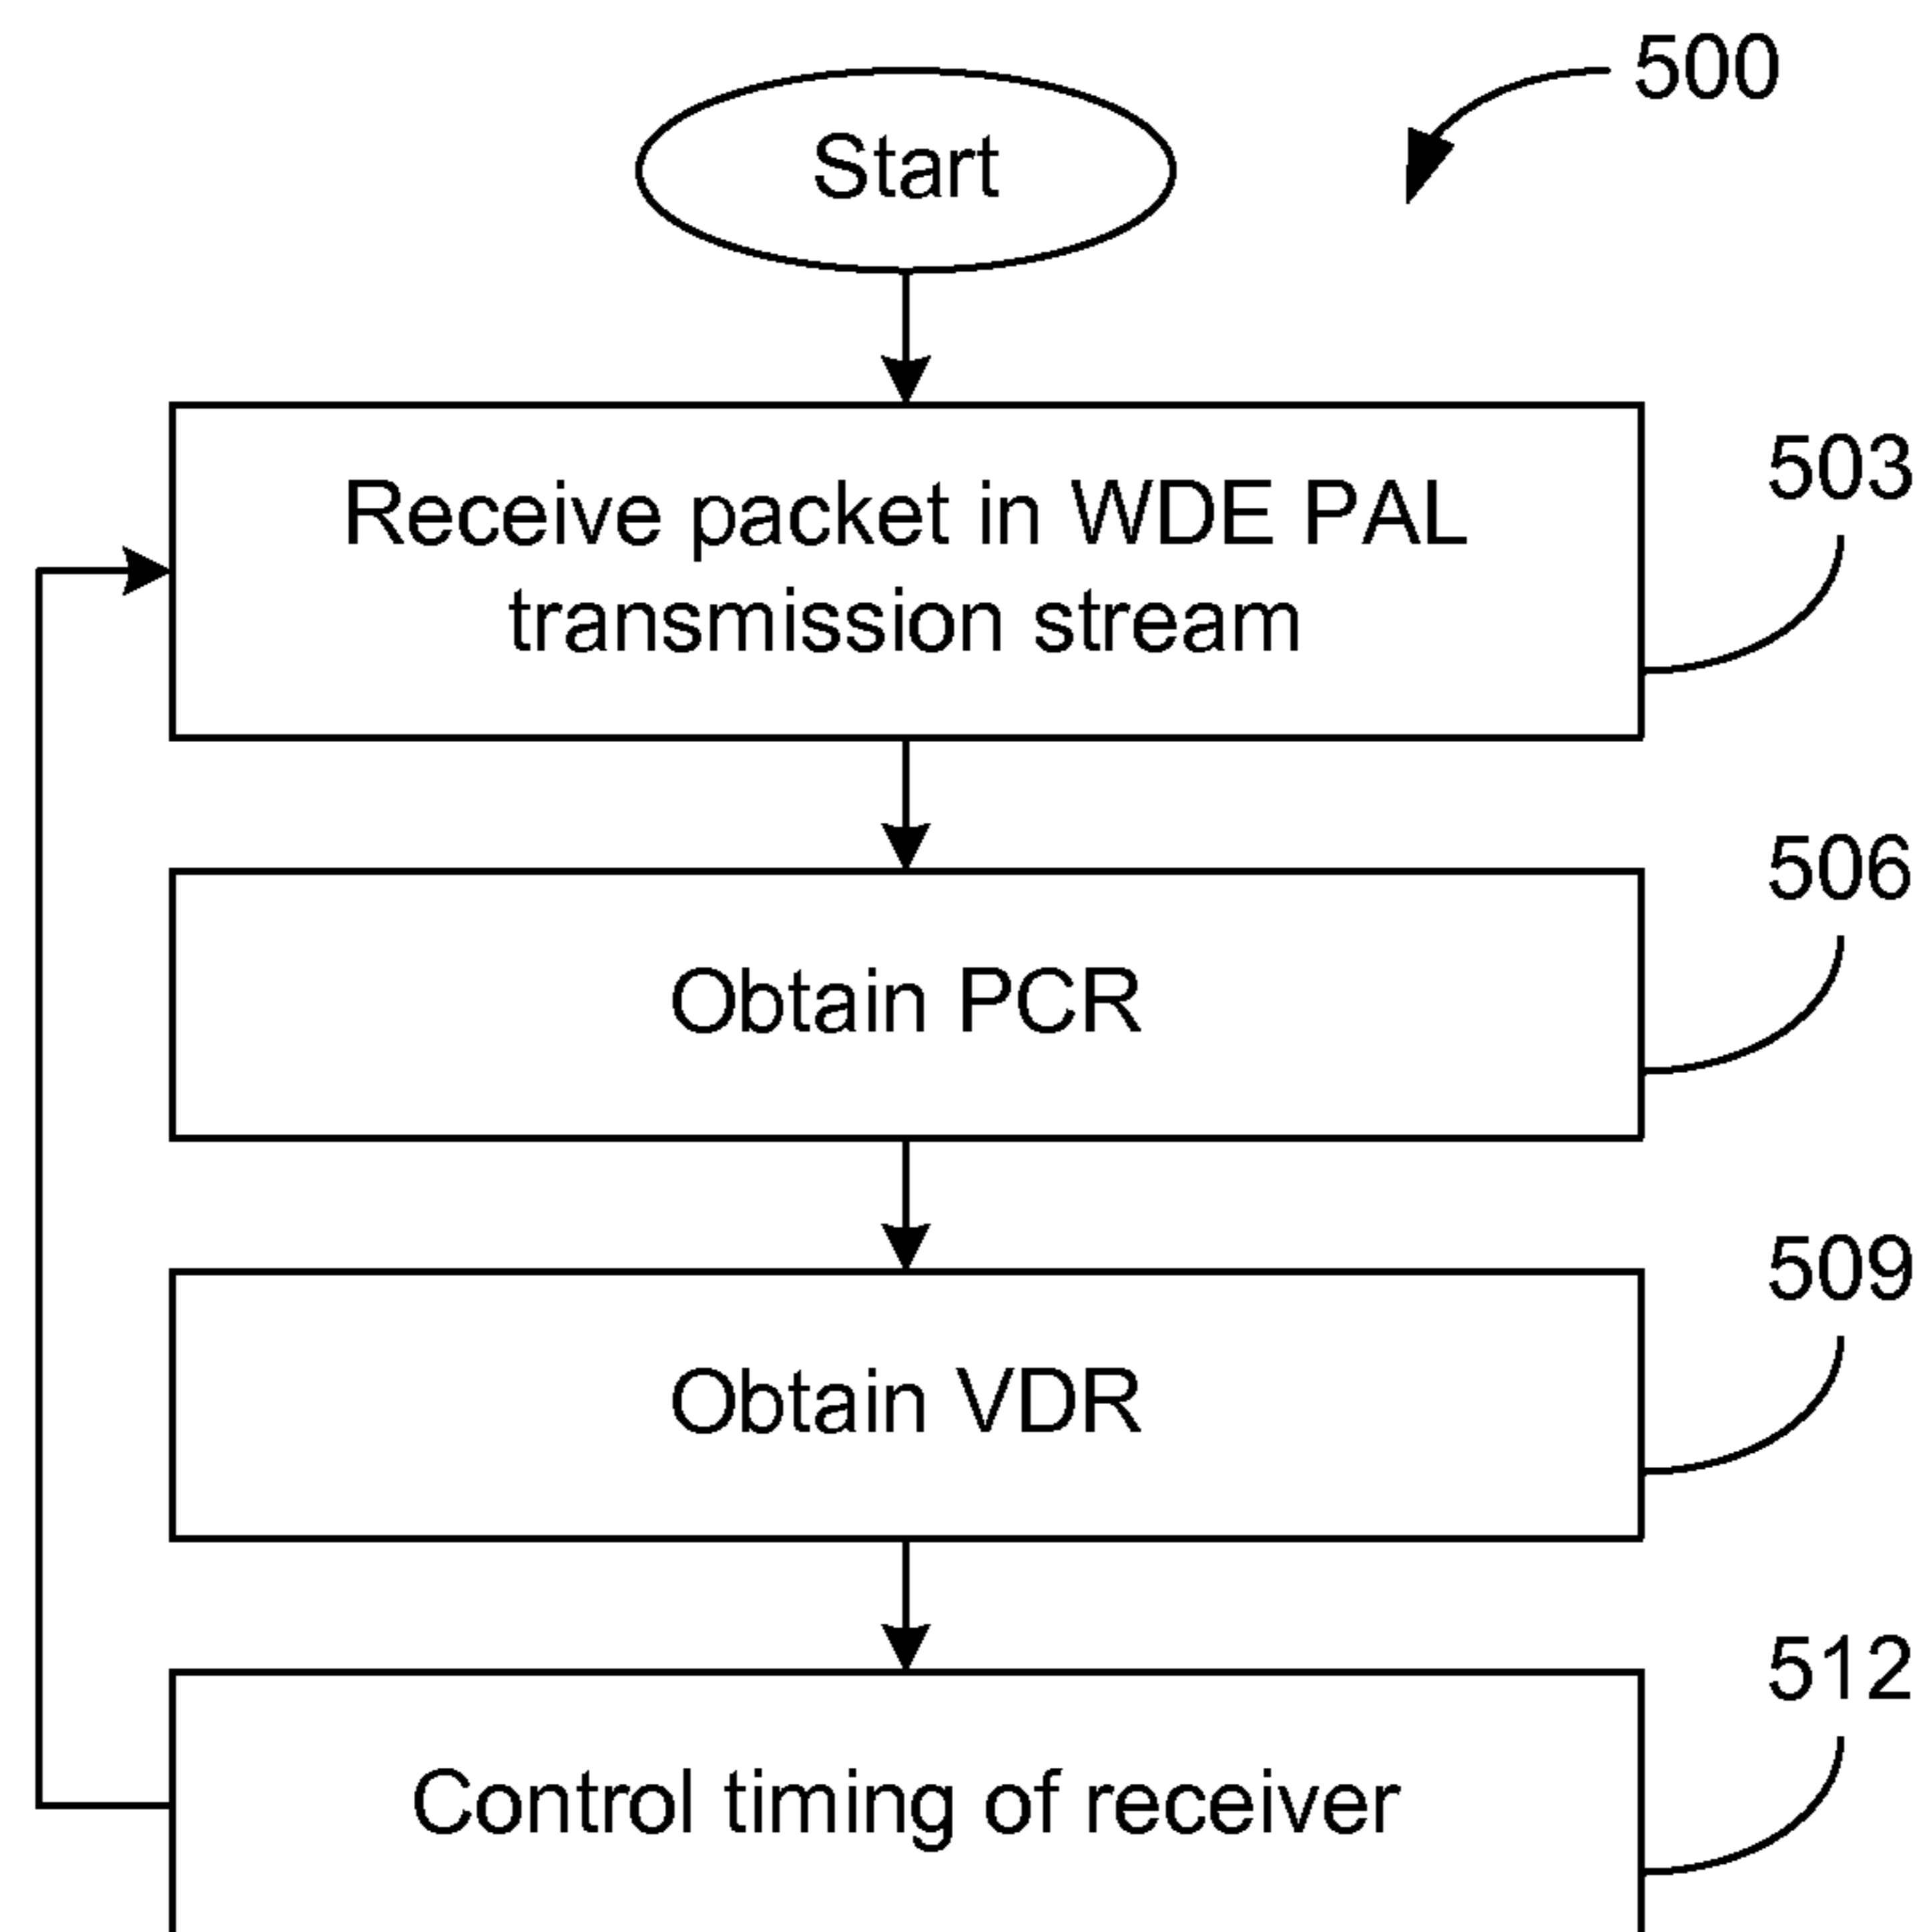 500
Start
503
Receive packet in WDE PAL
transmission stream
506
Obtain PCR
509
Obtain VDR
512
Control timing of receiver